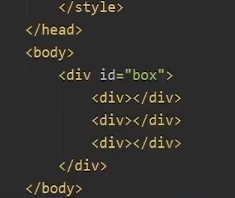 </style>
</head>
<body>
<div id="box">
<div></div>
<div></div>
<div></div>
</div>
</body>